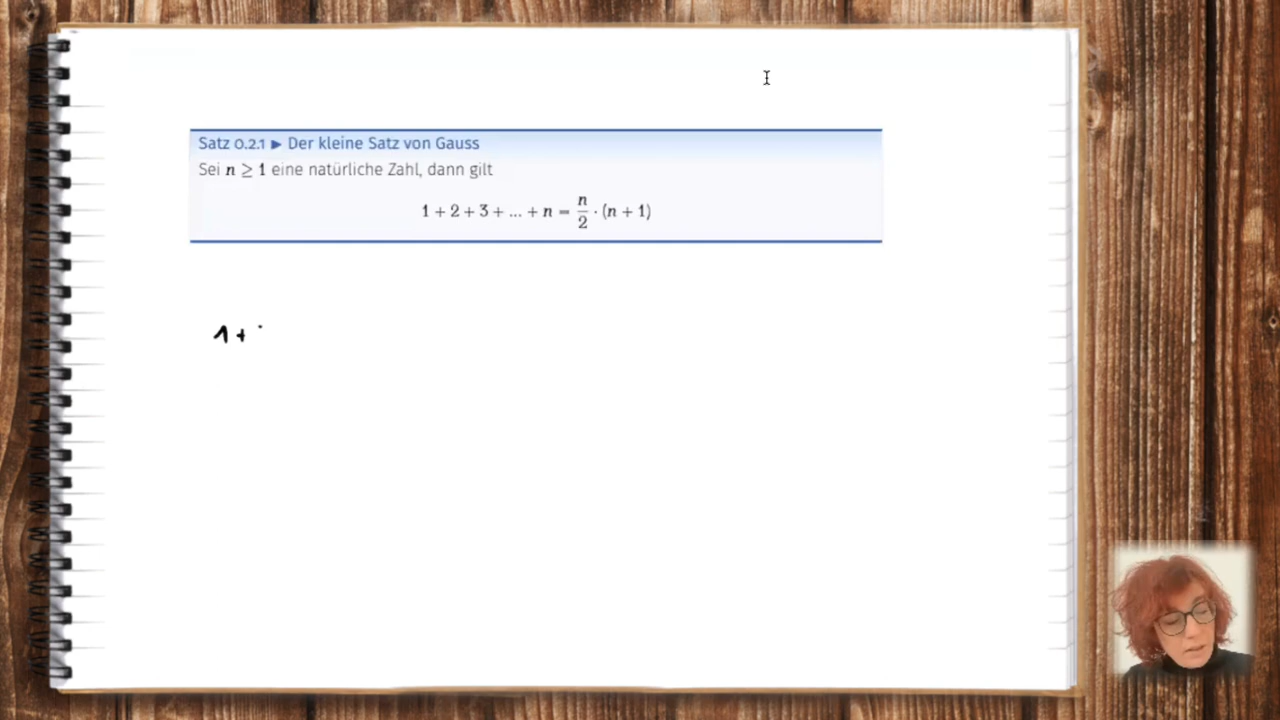 Satz 0.2.1 ▶ Der kleine Satz von Gauss
Sei n ≥ 1 eine natürliche Zahl, dann gilt
1 + 2 + 3 + ... + n = n/2 · (n + 1)
1 +